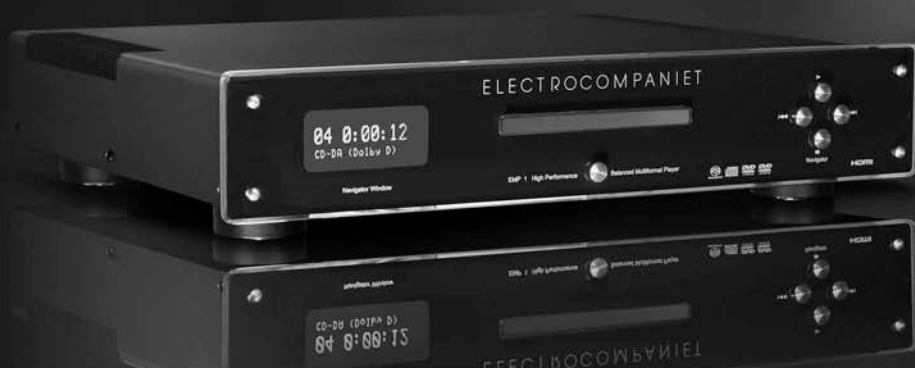 ELECTROCOMPANIET
04 0:00:12
CD-DA (Dolby D)
Navigator Window
EMP 1 High Performance
Balanced Multiformat Player
Navigator
HDMI